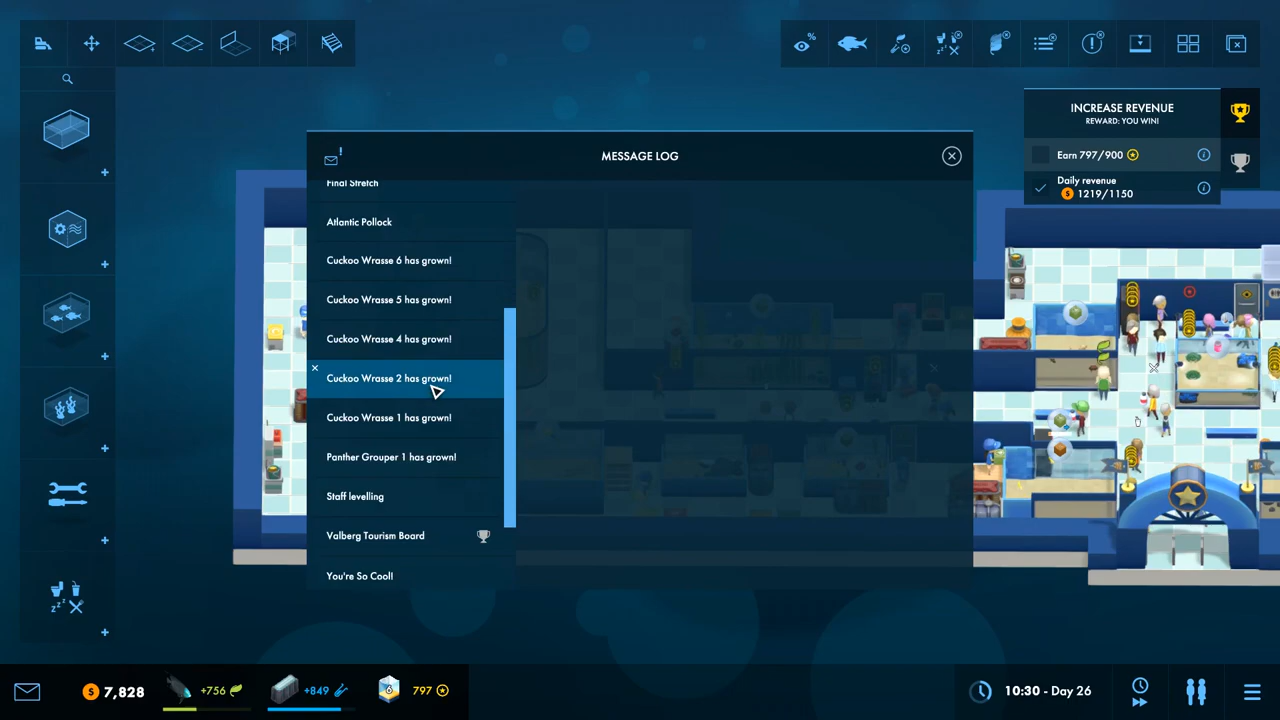 INCREASE REVENUE
REWARD: YOU WIN!
Earn 797/900
Daily revenue
1219/1150
MESSAGE LOG
Final Stretch
Atlantic Pollock
Cuckoo Wrasse 6 has grown!
Cuckoo Wrasse 5 has grown!
Cuckoo Wrasse 4 has grown!
Cuckoo Wrasse 2 has grown!
Cuckoo Wrasse 1 has grown!
Panther Grouper 1 has grown!
Staff levelling
Valberg Tourism Board
You're So Cool!
7,828
+756
+849
6
797
10:30 - Day 26